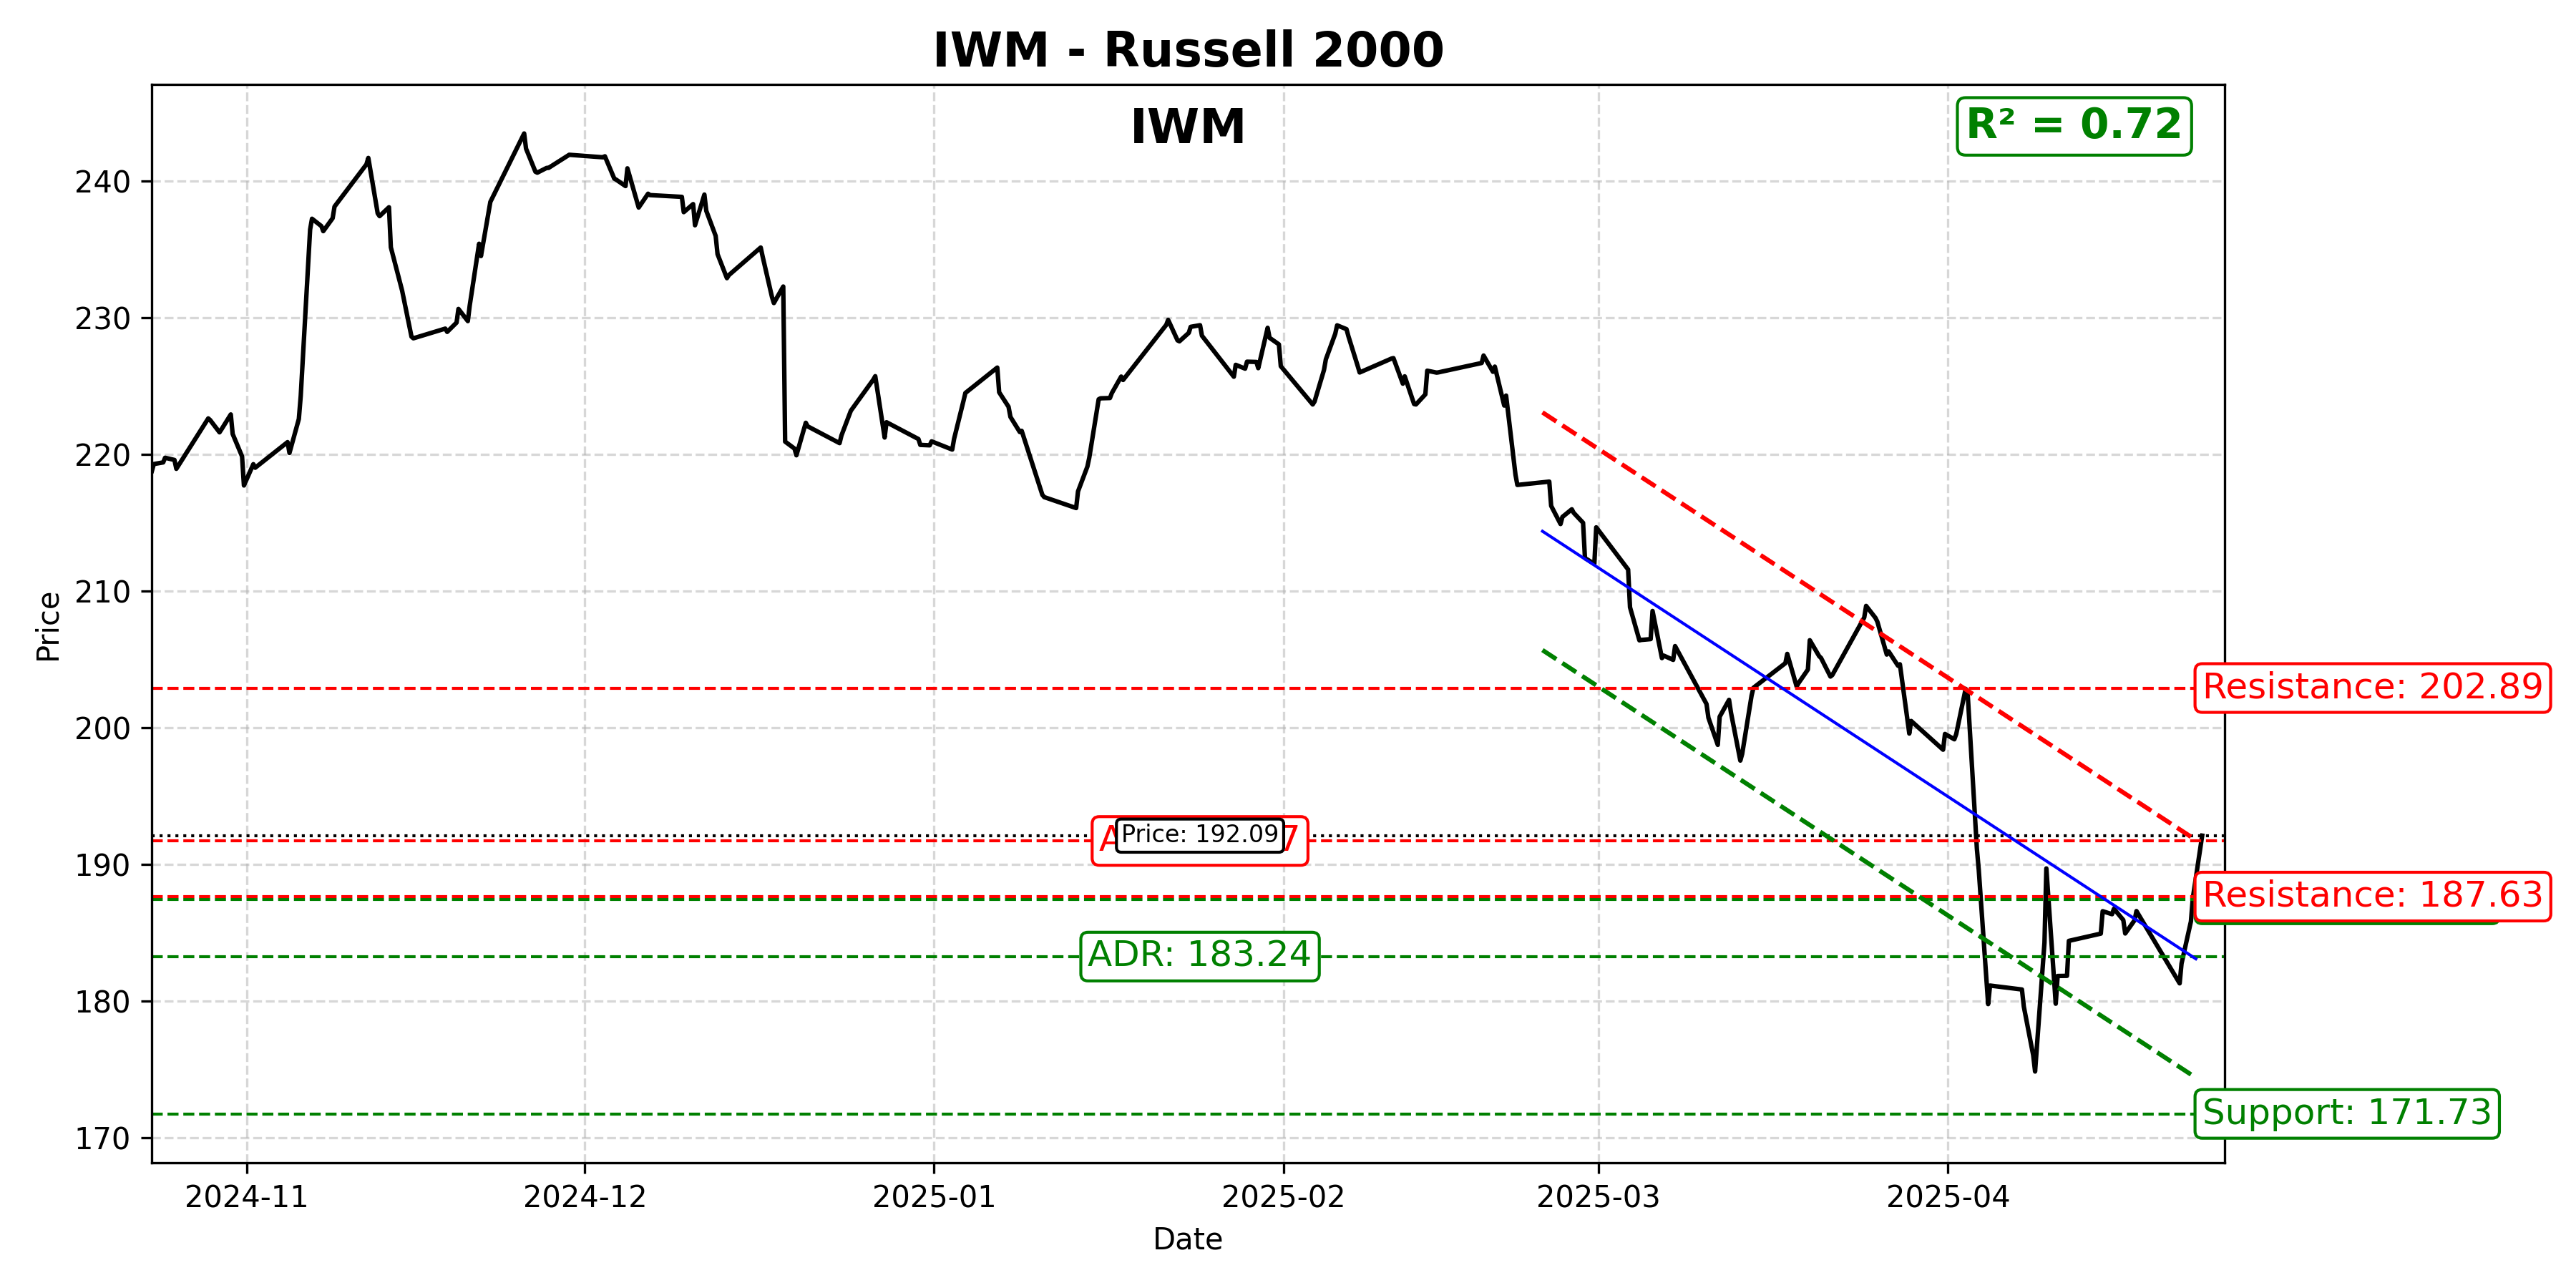 IWM - Russell 2000
IWM
R² = 0.72
Price
240
230
220
210
200
190
180
170
Resistance: 202.89
Price: 192.09
Resistance: 187.63
ADR: 183.24
Support: 171.73
2024-11
2024-12
2025-01
2025-02
2025-03
2025-04
Date